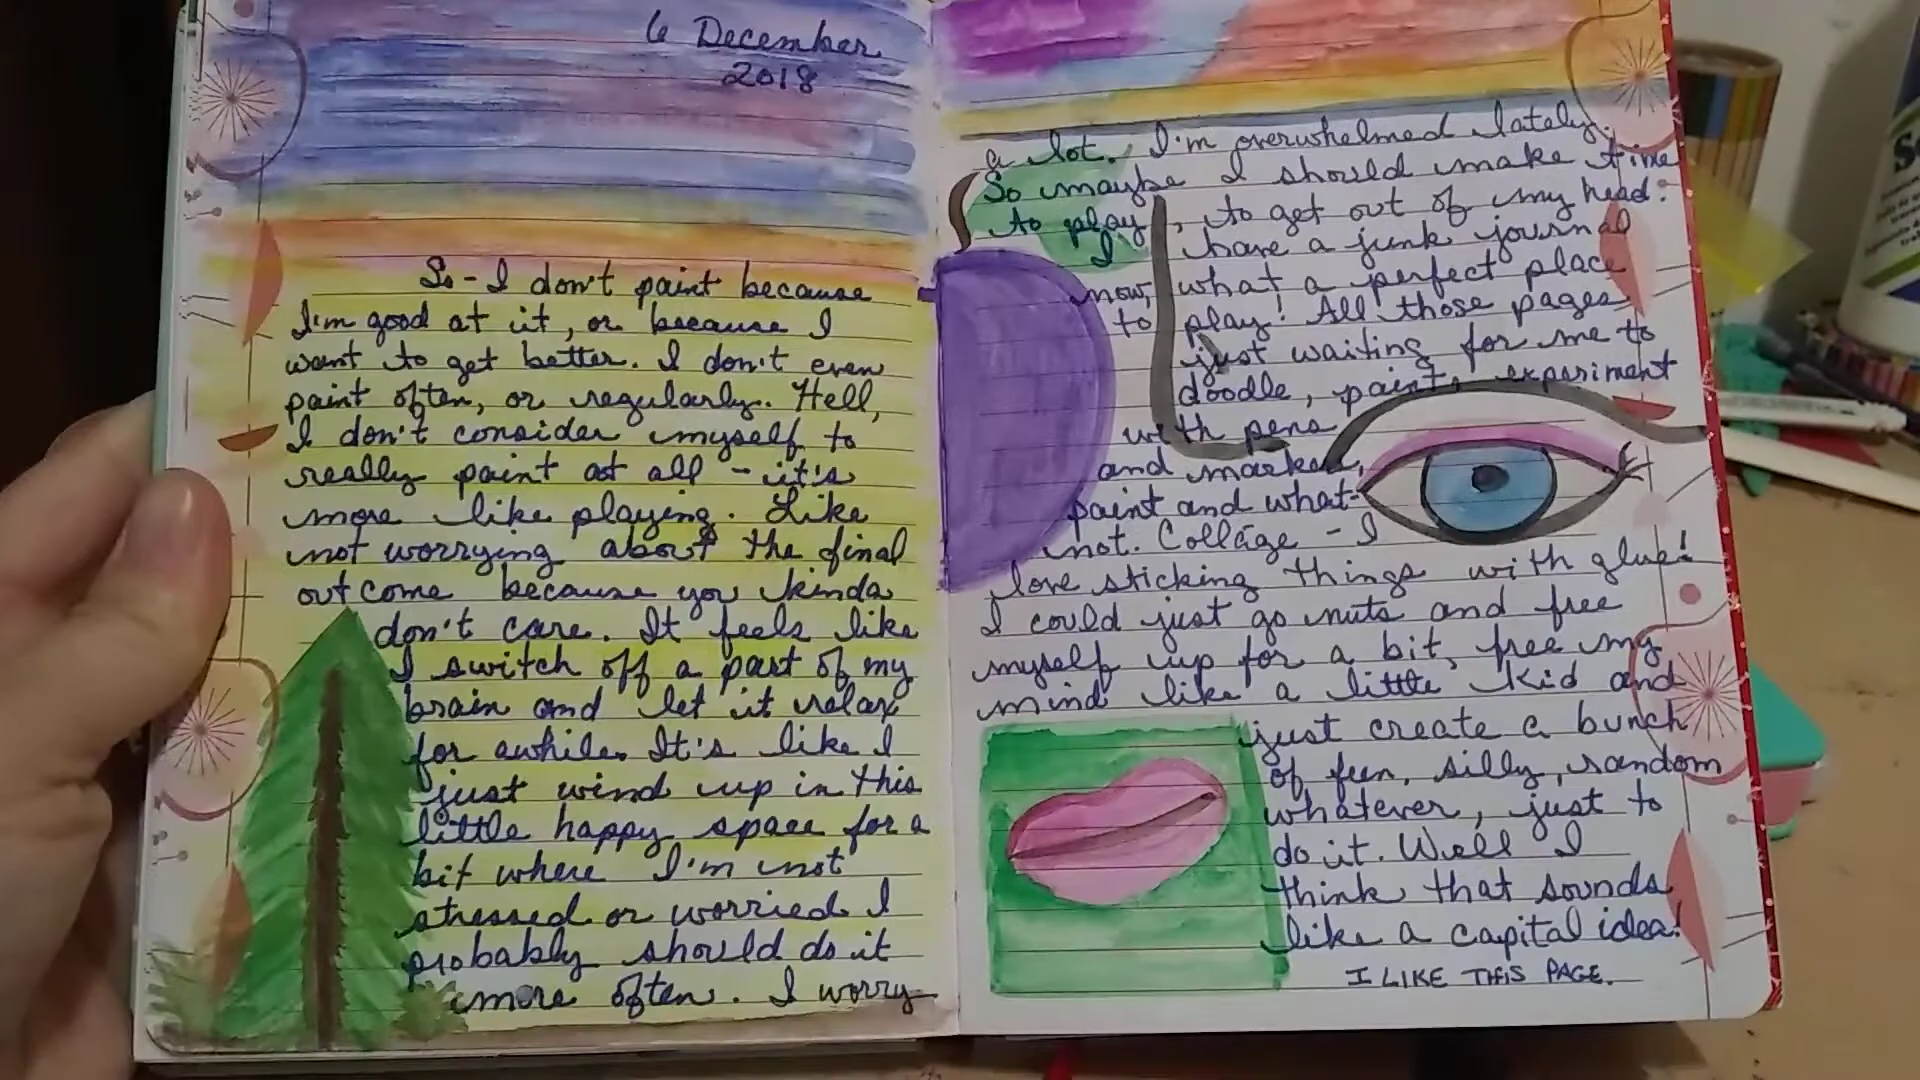 6 December
2018
So - I don't paint because
I'm good at it, or because I
want to get better. I don't even
paint often, or regularly. Hell,
I don't consider myself to
really paint at all - it's
more like playing. Like
not worrying about the final
outcome because you kinda
don't care. It feels like
I switch off a part of my
brain and let it relax
for awhile. It's like I
just wind up in this
little happy space for a
bit where I'm not
stressed or worried. I
probably should do it
more often. I worry
a lot. I'm overwhelmed lately.
So maybe I should make time
to play, to get out of my head.
I have a junk journal
now, what a perfect place
to play! All those pages
just waiting for me to
doodle, paint, experiment
with pens
and markers,
paint and what-
not. Collage - I
love sticking things with glue!
I could just go nuts and free
myself up for a bit, free my
mind like a little kid and
just create a bunch
of fun, silly, random
whatever, just to
do it. Well I
think that sounds
like a capital idea!
I LIKE THIS PAGE.